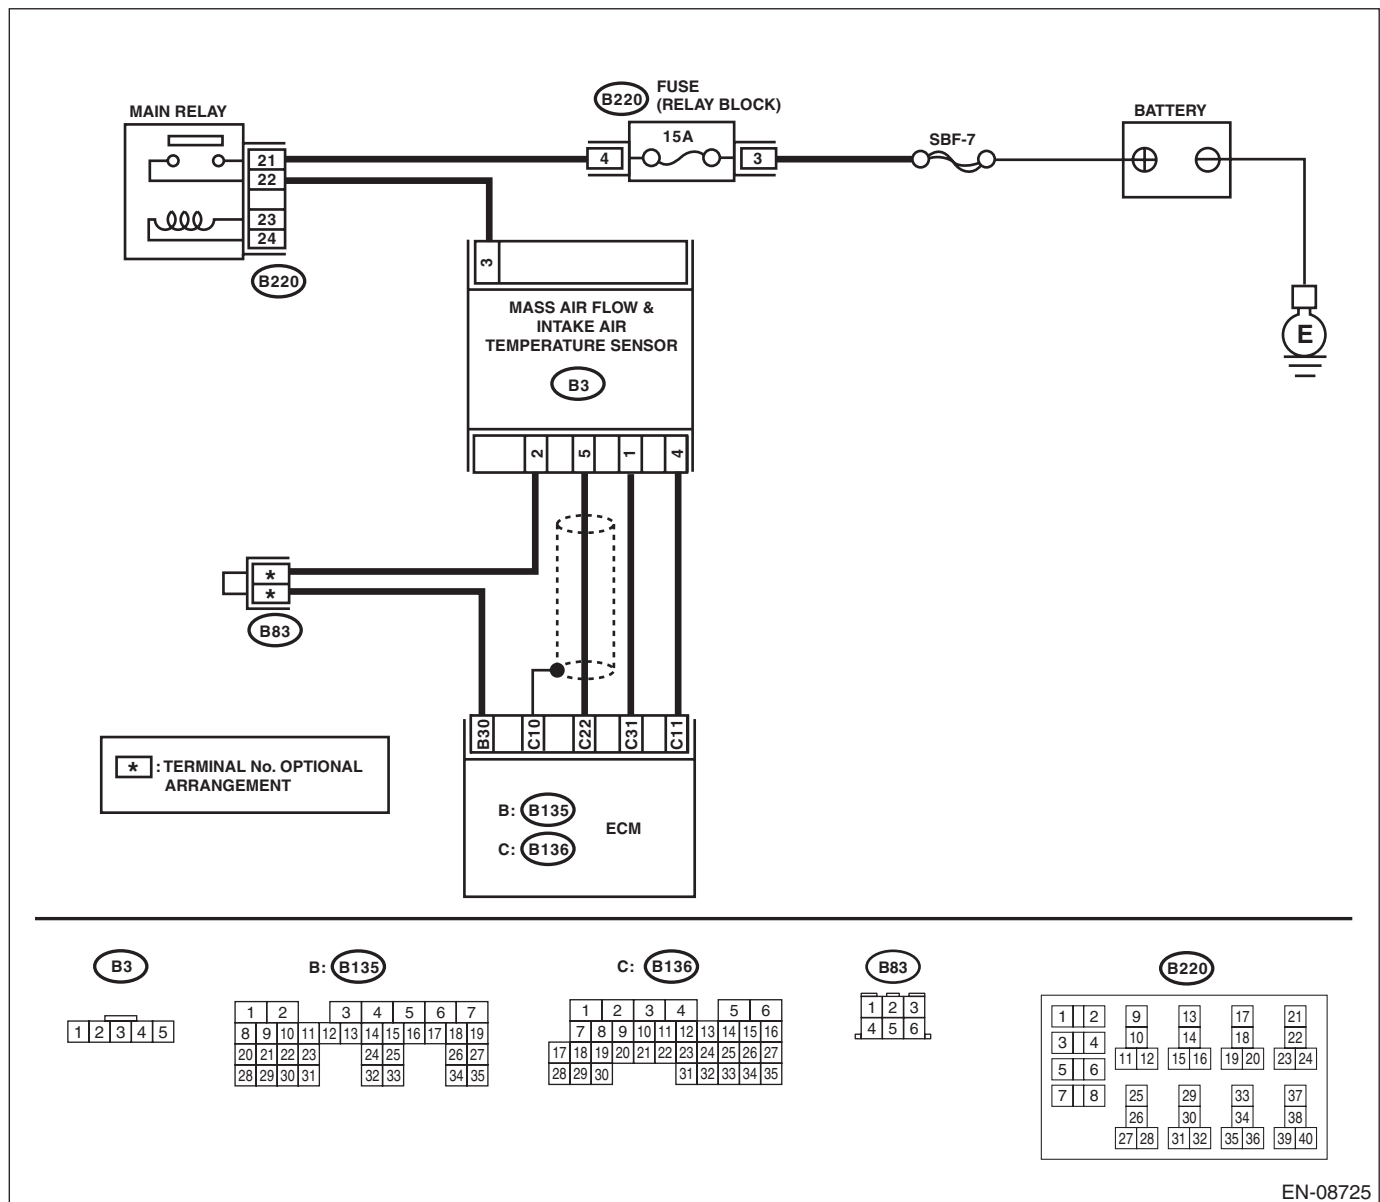 MAIN RELAY
B220
FUSE
(RELAY BLOCK)
15A
SBF-7
BATTERY
21
22
23
24
B220
4
3
E
3
MASS AIR FLOW &
INTAKE AIR
TEMPERATURE SENSOR
B3
2 5 1 4
*
*
B83
B30 C10 C22 C31 C11
* : TERMINAL No. OPTIONAL
ARRANGEMENT
B: B135
C: B136
ECM
B3
1 2 3 4 5
B: B135
1 2 3 4 5 6 7
8 9 10 11 12 13 14 15 16 17 18 19
20 21 22 23 24 25 26 27
28 29 30 31 32 33 34 35
C: B136
1 2 3 4 5 6
7 8 9 10 11 12 13 14 15 16
17 18 19 20 21 22 23 24 25 26 27
28 29 30 31 32 33 34 35
B83
1 2 3
4 5 6
B220
1 2 9 13 17 21
3 4 10 14 18 22
5 6 11 12 15 16 19 20 23 24
7 8 25 29 33 37
26 30 34 38
27 28 31 32 35 36 39 40
EN-08725